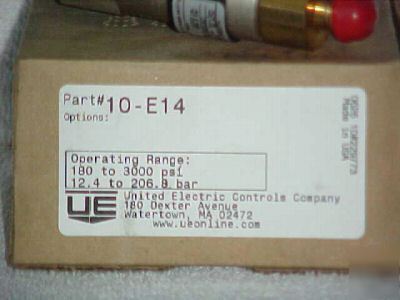 Part# 10-E14
Options:
Operating Range:
180 to 3000 psi
12.4 to 206.8 bar
UE
United Electric Controls Company
180 Dexter Avenue
Watertown, MA 02472
www.ueonline.com
Made in USA